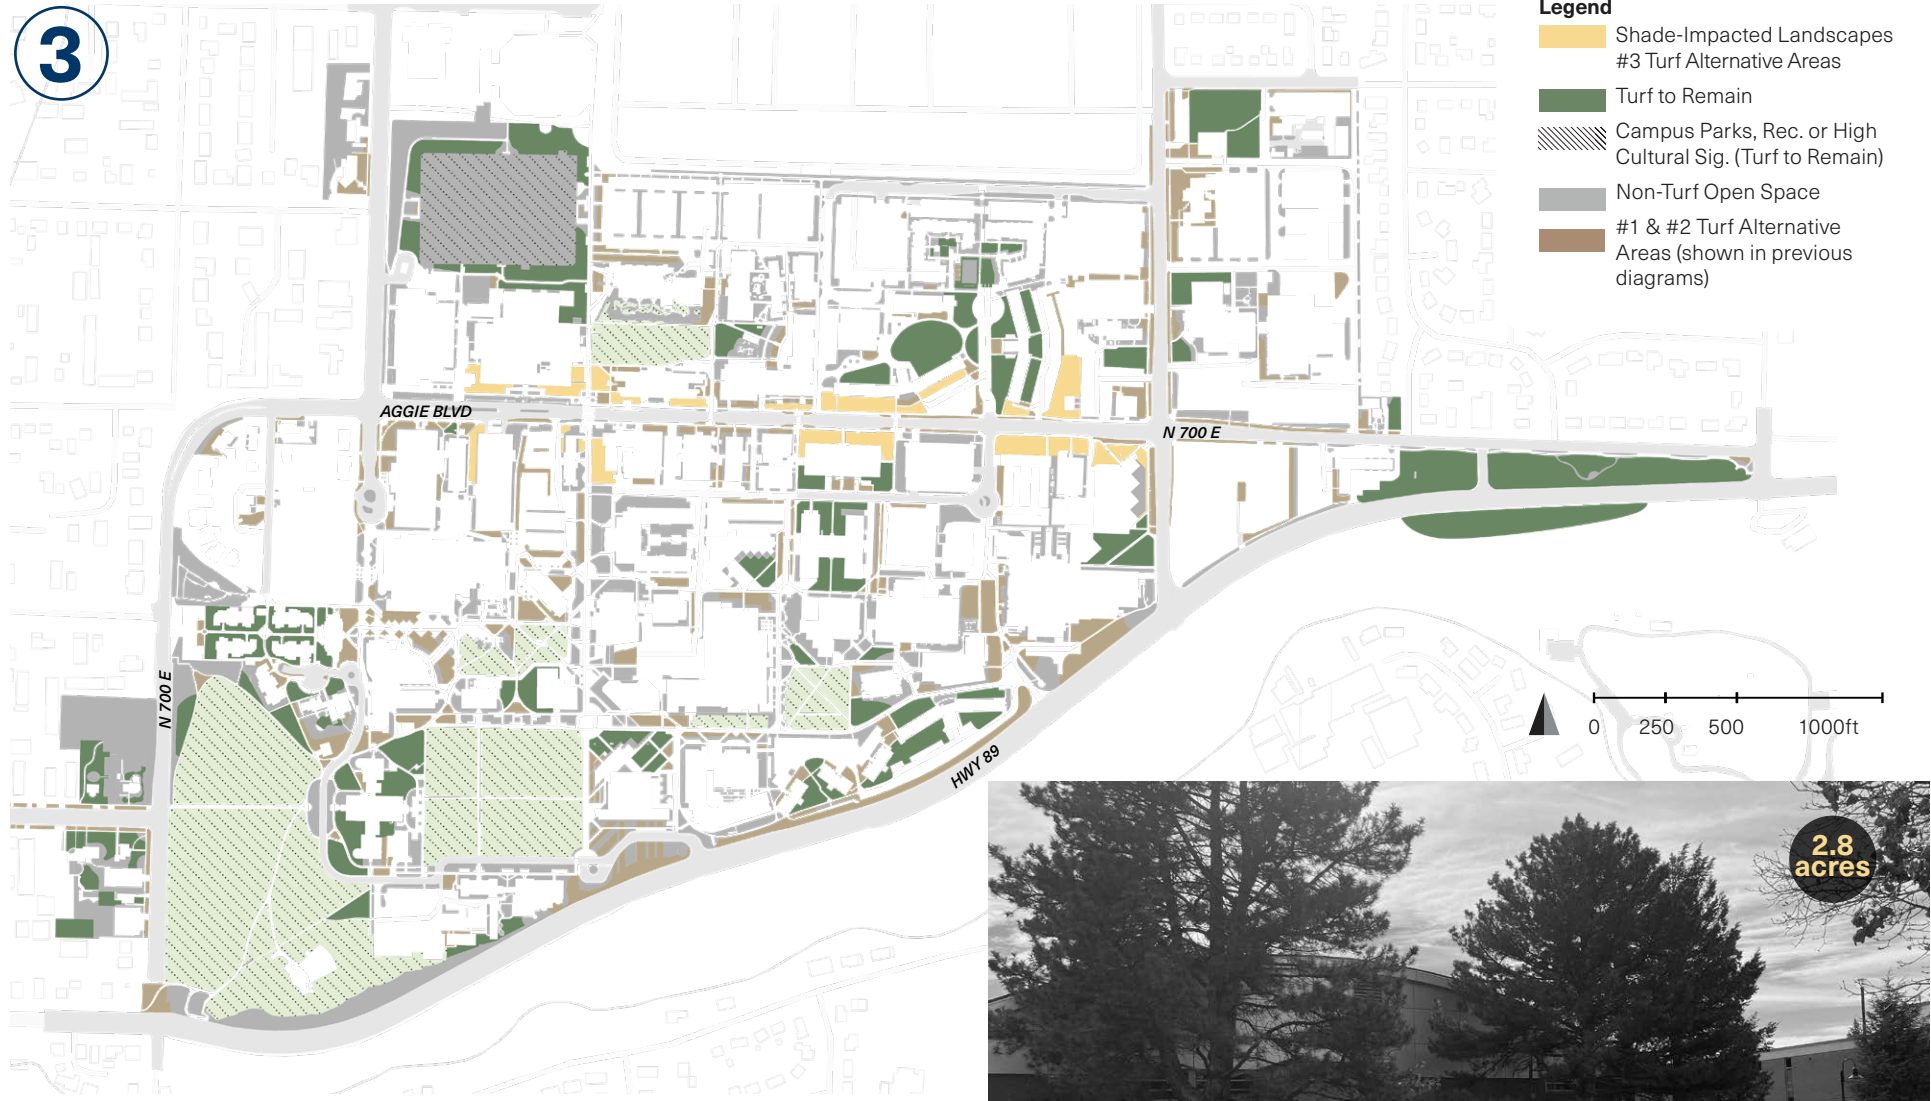 3
Legend
Shade-Impacted Landscapes
#3 Turf Alternative Areas
Turf to Remain
Campus Parks, Rec. or High
Cultural Sig. (Turf to Remain)
Non-Turf Open Space
#1 & #2 Turf Alternative
Areas (shown in previous
diagrams)
AGGIE BLVD
N 700 E
N 700 E
HWY 89
0 250 500 1000ft
2.8
acres